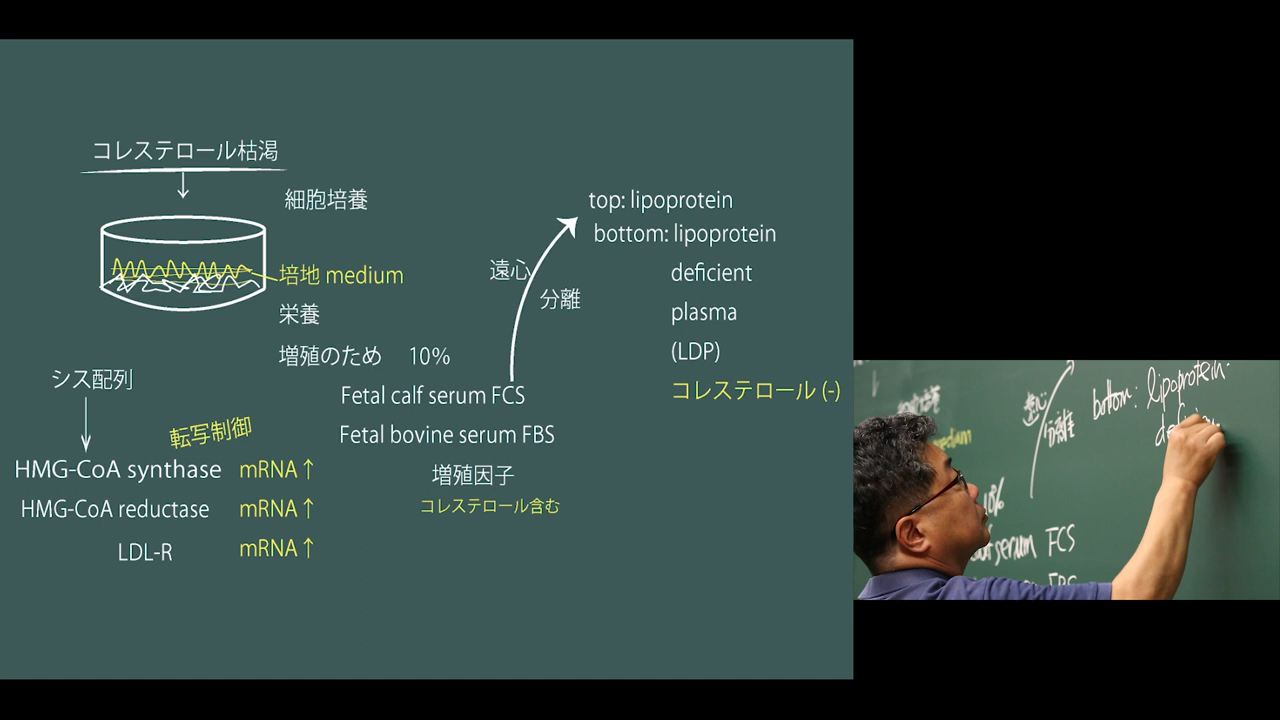 コレステロール枯渇
細胞培養
培地 medium
栄養
増殖のため 10%
Fetal calf serum FCS
Fetal bovine serum FBS
増殖因子
コレステロール含む
遠心
分離
top: lipoprotein
bottom: lipoprotein
deficient
plasma
(LDP)
コレステロール (-)
シス配列
転写制御
HMG-CoA synthase mRNA↑
HMG-CoA reductase mRNA↑
LDL-R mRNA↑
遠心
分離
bottom: lipoprotein
serum FCS